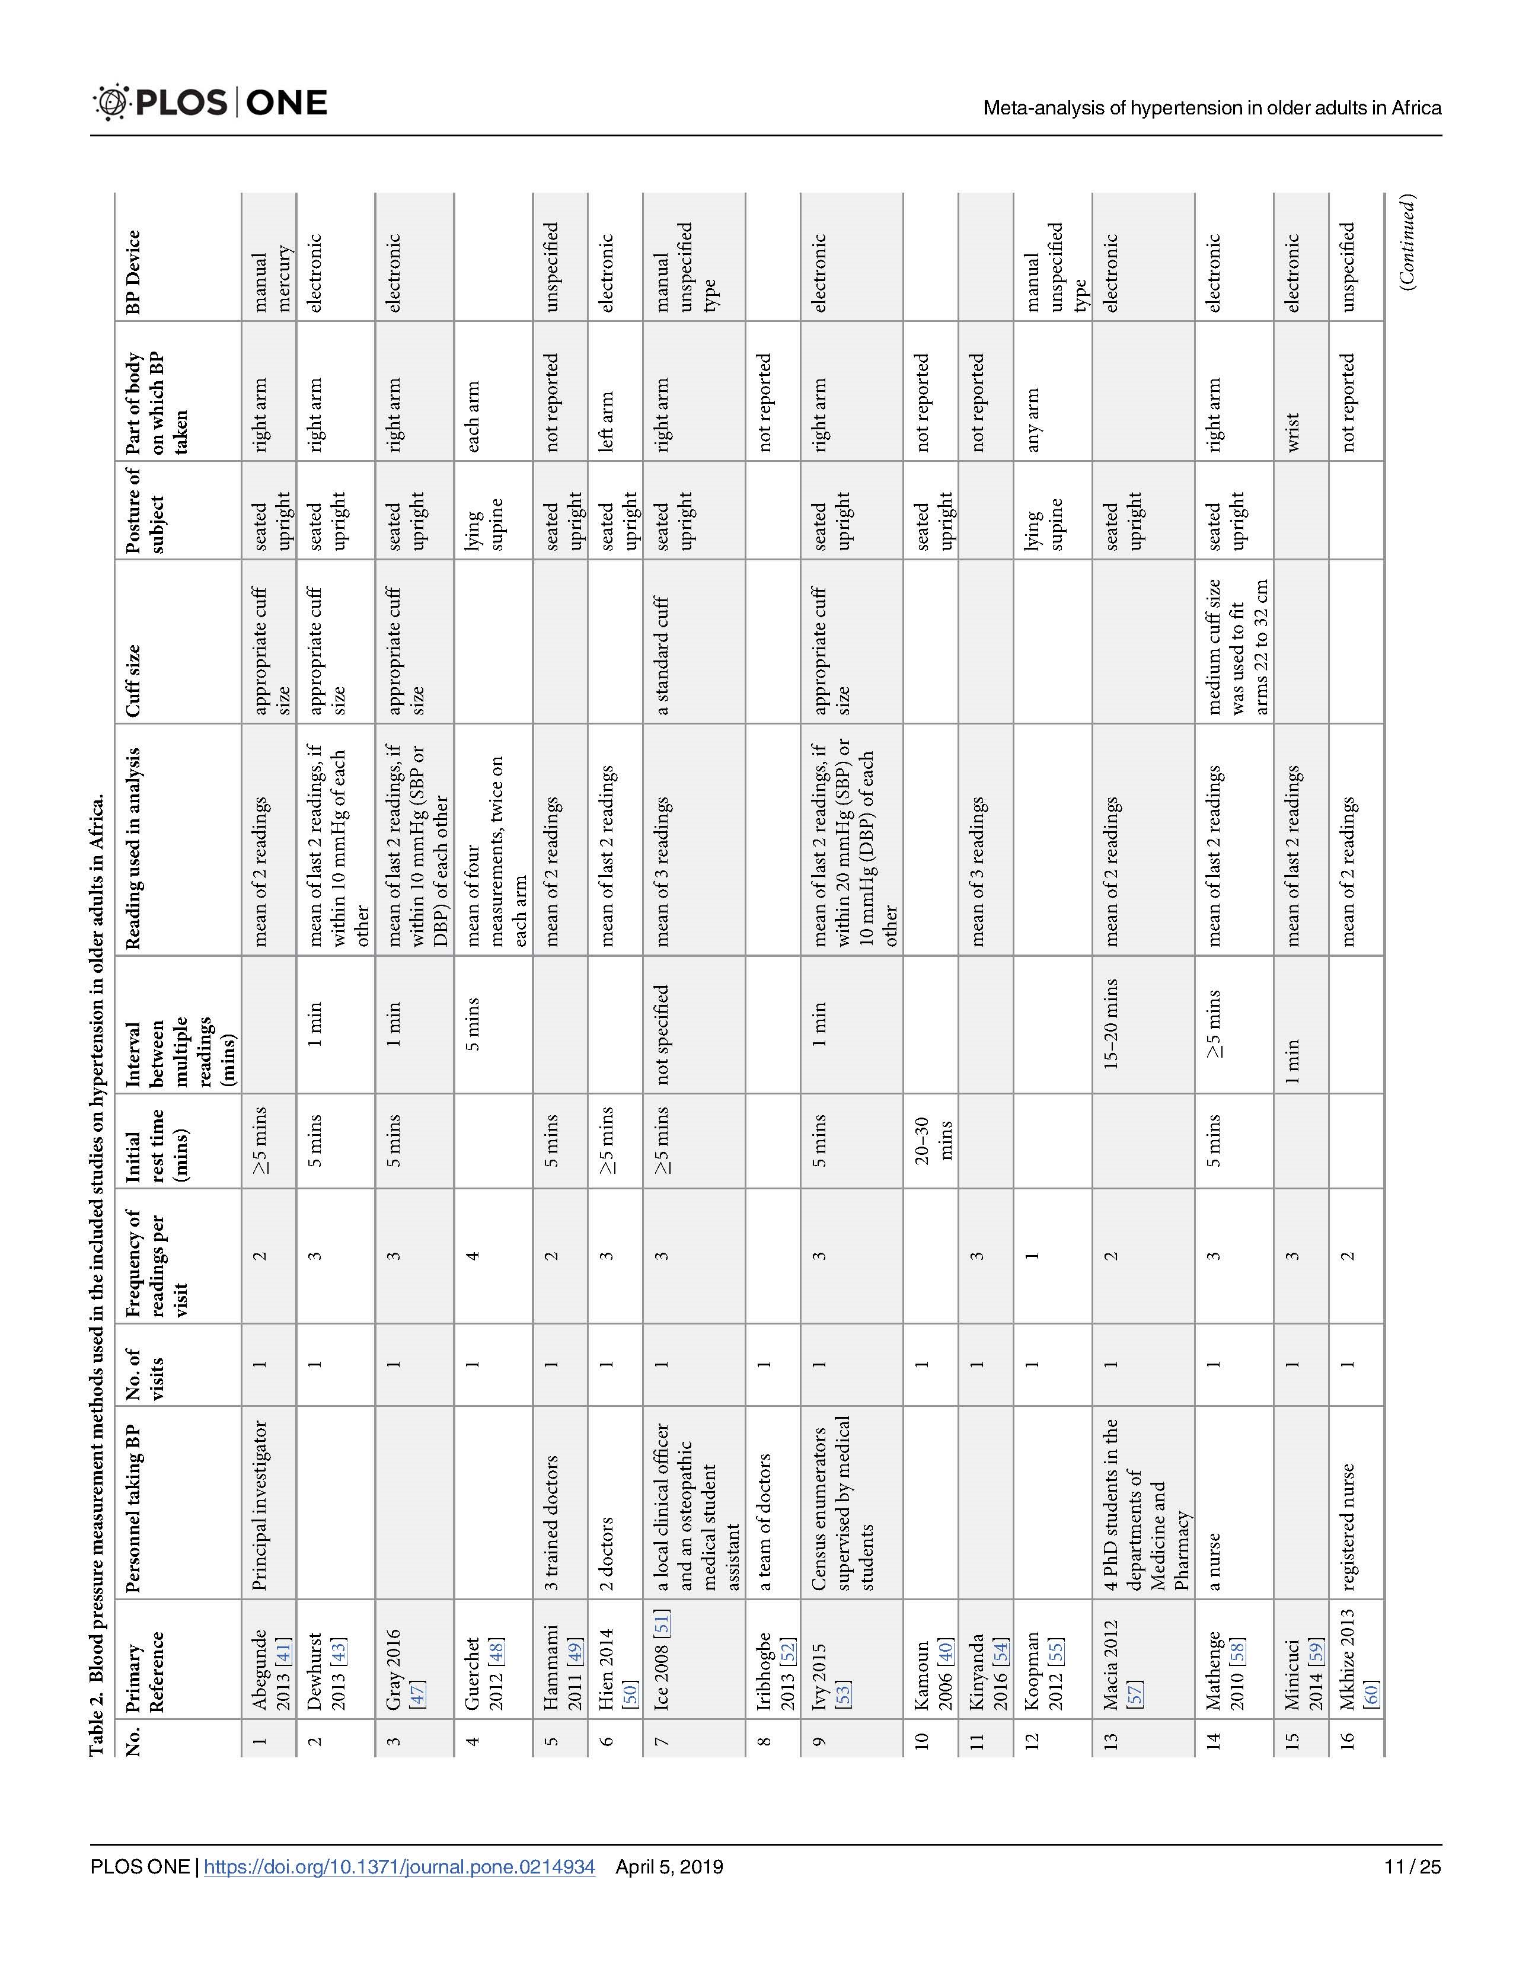 PLOS | ONE
Meta-analysis of hypertension in older adults in Africa
Table 2. Blood pressure measurement methods used in the included studies on hypertension in older adults in Africa.
No. Primary Reference Personnel taking BP No. of visits Frequency of readings per visit Initial rest time (mins) Interval between multiple readings (mins) Reading used in analysis Cuff size Posture of subject Part of body on which BP taken BP Device
1 Abegunde 2013 [41] Principal investigator 1 2 ≥5 mins mean of 2 readings appropriate cuff size seated upright right arm manual mercury
2 Dewhurst 2013 [43] 1 3 5 mins 1 min mean of last 2 readings, if within 10 mmHg of each other appropriate cuff size seated upright right arm electronic
3 Gray 2016 [47] 1 3 5 mins 1 min mean of last 2 readings, if within 10 mmHg (SBP or DBP) of each other appropriate cuff size seated upright right arm electronic
4 Guerchet 2012 [48] 1 4 5 mins mean of four measurements, twice on each arm lying supine each arm
5 Hammami 2011 [49] 3 trained doctors 1 2 5 mins mean of 2 readings seated upright not reported unspecified
6 Hien 2014 [50] 2 doctors 1 3 ≥5 mins mean of last 2 readings seated upright left arm electronic
7 Ice 2008 [51] a local clinical officer and an osteopathic medical student assistant 1 3 ≥5 mins not specified mean of 3 readings a standard cuff seated upright right arm manual unspecified type
8 Iribhogbe 2013 [52] a team of doctors 1 not reported
9 Ivy 2015 [53] Census enumerators supervised by medical students 1 3 5 mins 1 min mean of last 2 readings, if within 20 mmHg (SBP) or 10 mmHg (DBP) of each other appropriate cuff size seated upright right arm electronic
10 Kamoun 2006 [40] 1 20–30 mins seated upright not reported
11 Kinyanda 2016 [54] 1 3 mean of 3 readings not reported
12 Koopman 2012 [55] 1 1 lying supine any arm manual unspecified type
13 Macia 2012 [57] 4 PhD students in the departments of Medicine and Pharmacy 1 2 15–20 mins mean of 2 readings seated upright electronic
14 Mathenge 2010 [58] a nurse 1 3 5 mins ≥5 mins mean of last 2 readings medium cuff size was used to fit arms 22 to 32 cm seated upright right arm electronic
15 Minicuci 2014 [59] 1 3 1 min mean of last 2 readings wrist electronic
16 Mkhize 2013 [60] registered nurse 1 2 mean of 2 readings not reported unspecified
(Continued)
PLOS ONE | https://doi.org/10.1371/journal.pone.0214934 April 5, 2019
11 / 25